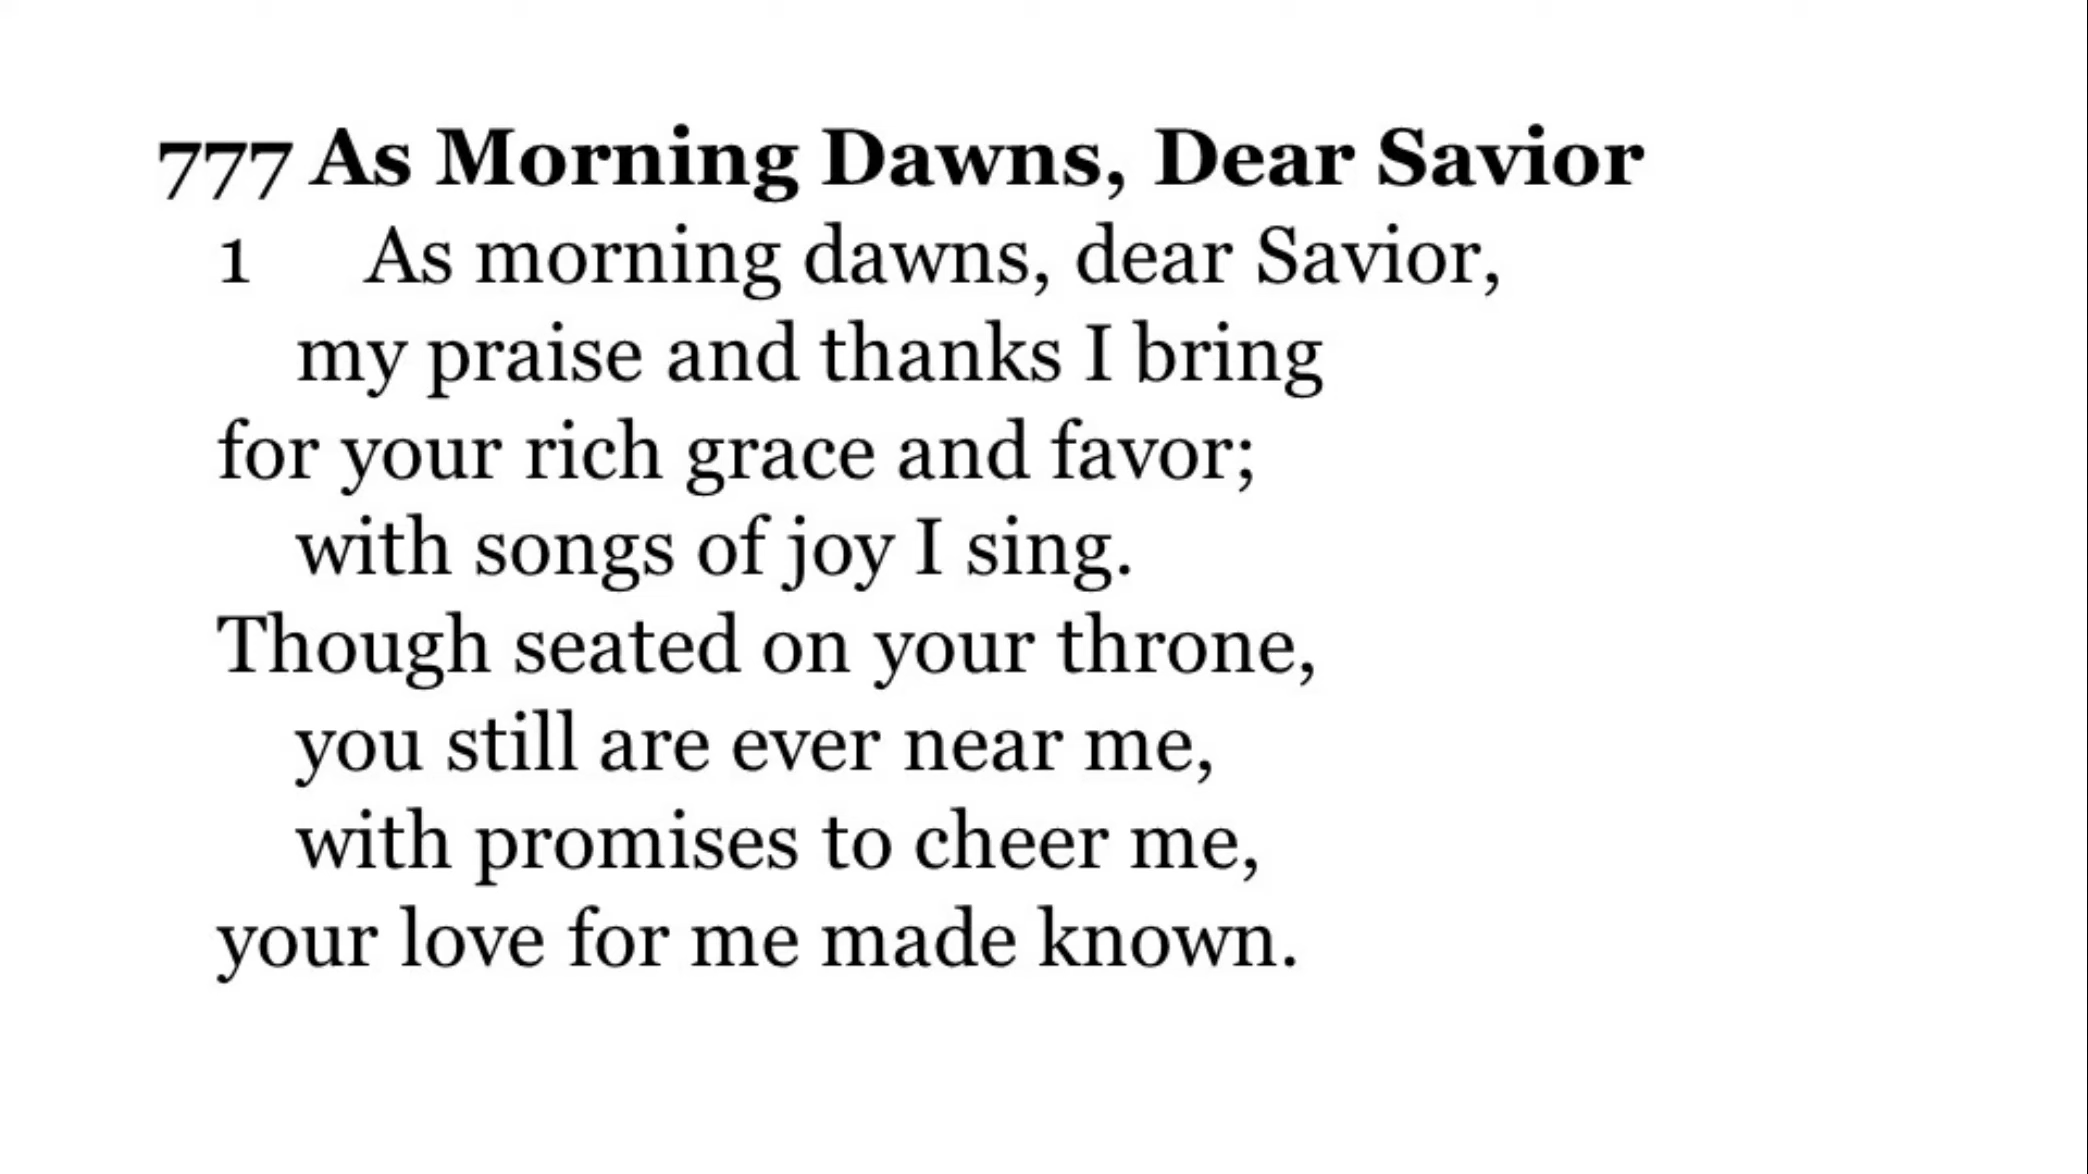 777 As Morning Dawns, Dear Savior
1 As morning dawns, dear Savior,
my praise and thanks I bring
for your rich grace and favor;
with songs of joy I sing.
Though seated on your throne,
you still are ever near me,
with promises to cheer me,
your love for me made known.